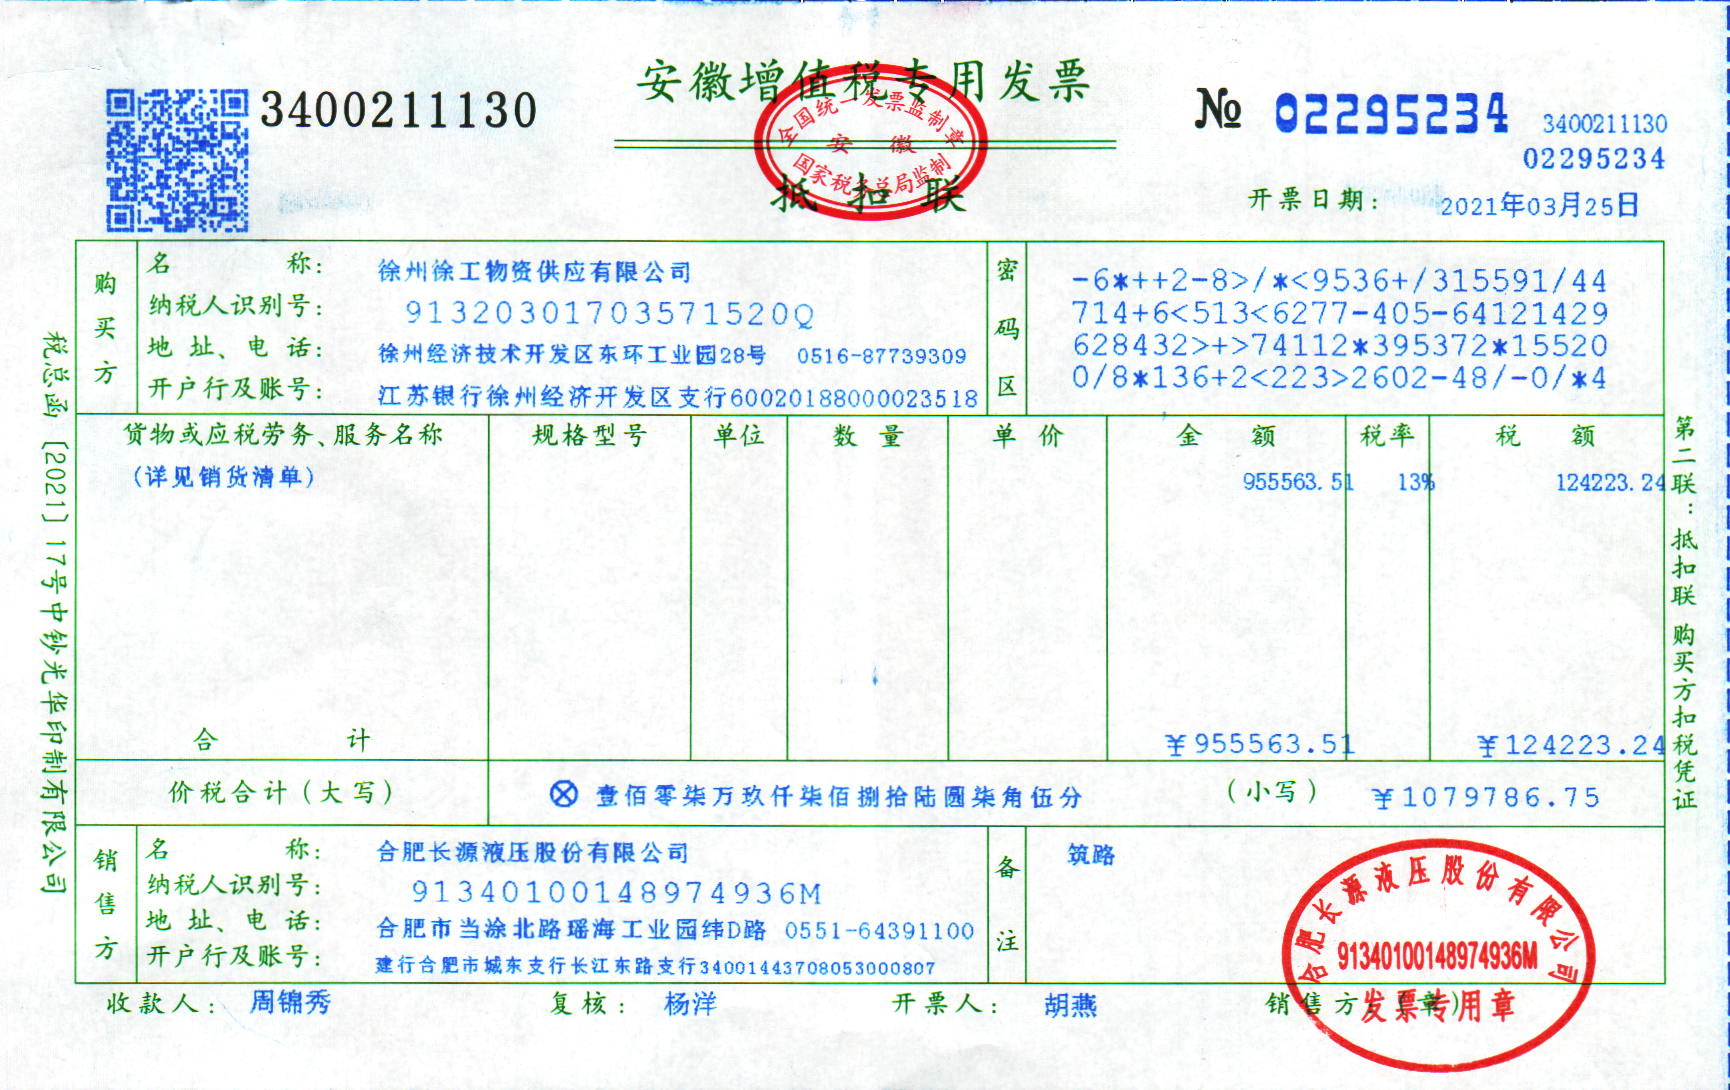 安徽增值税专用发票
3400211130
№ 02295234
3400211130
02295234
全国统一发票监制章
安徽
国家税务总局监制
抵扣联
开票日期: 2021年03月25日
购买方
名称: 徐州徐工物资供应有限公司
纳税人识别号: 91320301703571520Q
地址、电话: 徐州经济技术开发区东环工业园28号 0516-87739309
开户行及账号: 江苏银行徐州经济开发区支行60020188000023518
密码区
-6*++2-8>/*<9536+/315591/44
714+6<513<6277-405-64121429
628432>+>74112*395372*15520
0/8*136+2<223>2602-48/-0/*4
货物或应税劳务、服务名称 规格型号 单位 数量 单价 金额 税率 税额
(详见销货清单) 955563.51 13% 124223.24
合计 ¥955563.51 ¥124223.24
价税合计(大写) ⊗壹佰零柒万玖仟柒佰捌拾陆圆柒角伍分 (小写) ¥1079786.75
销售方
名称: 合肥长源液压股份有限公司
纳税人识别号: 91340100148974936M
地址、电话: 合肥市当涂北路瑶海工业园纬D路 0551-64391100
开户行及账号: 建行合肥市城东支行长江东路支行34001443708053000807
备注
筑路
收款人: 周锦秀 复核: 杨洋 开票人: 胡燕 销售方:(章)
合肥长源液压股份有限公司
91340100148974936M
发票专用章
税总函[2021]17号中钞光华印制有限公司
第二联:抵扣联 购买方扣税凭证